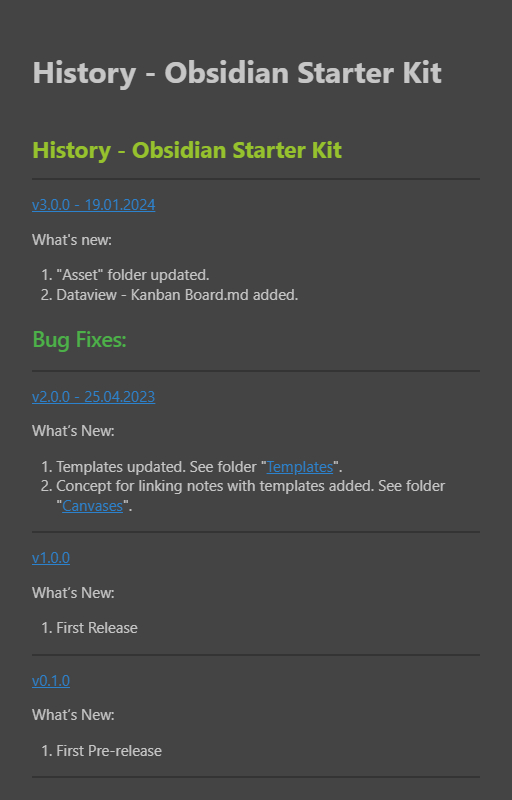 History - Obsidian Starter Kit
History - Obsidian Starter Kit
v3.0.0 - 19.01.2024
What's new:
1. "Asset" folder updated.
2. Dataview - Kanban Board.md added.
Bug Fixes:
v2.0.0 - 25.04.2023
What’s New:
1. Templates updated. See folder "Templates".
2. Concept for linking notes with templates added. See folder
"Canvases".
v1.0.0
What’s New:
1. First Release
v0.1.0
What’s New:
1. First Pre-release